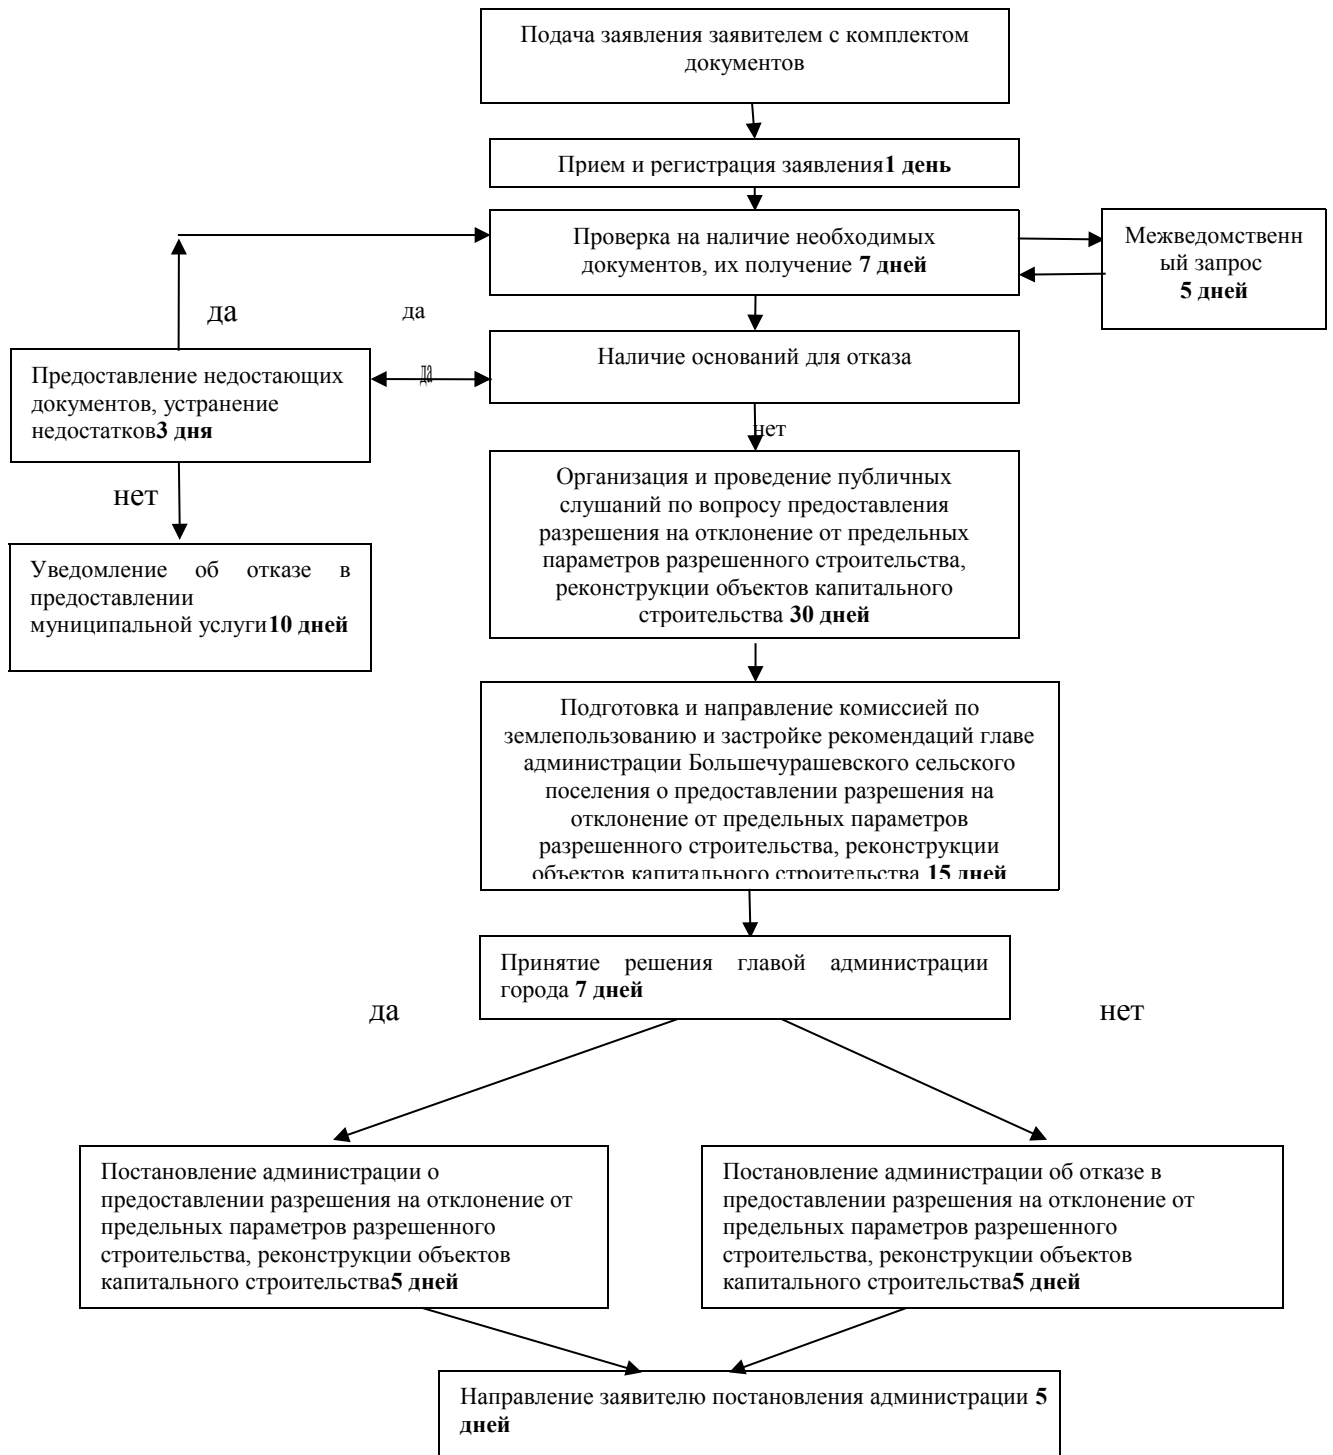 Подача заявления заявителем с комплектом
документов
Прием и регистрация заявления1 день
Проверка на наличие необходимых
документов, их получение 7 дней
Межведомственн
ый запрос
5 дней
да
да
Наличие оснований для отказа
да
Предоставление недостающих
документов, устранение
недостатков3 дня
нет
нет
Организация и проведение публичных
слушаний по вопросу предоставления
разрешения на отклонение от предельных
параметров разрешенного строительства,
реконструкции объектов капитального
строительства 30 дней
Уведомление об отказе в
предоставлении
муниципальной услуги10 дней
Подготовка и направление комиссией по
землепользованию и застройке рекомендаций главе
администрации Большечурашевского сельского
поселения о предоставлении разрешения на
отклонение от предельных параметров
разрешенного строительства, реконструкции
объектов капитального строительства 15 дней
Принятие решения главой администрации
города 7 дней
да
нет
Постановление администрации о
предоставлении разрешения на отклонение от
предельных параметров разрешенного
строительства, реконструкции объектов
капитального строительства5 дней
Постановление администрации об отказе в
предоставлении разрешения на отклонение от
предельных параметров разрешенного
строительства, реконструкции объектов
капитального строительства5 дней
Направление заявителю постановления администрации 5
дней